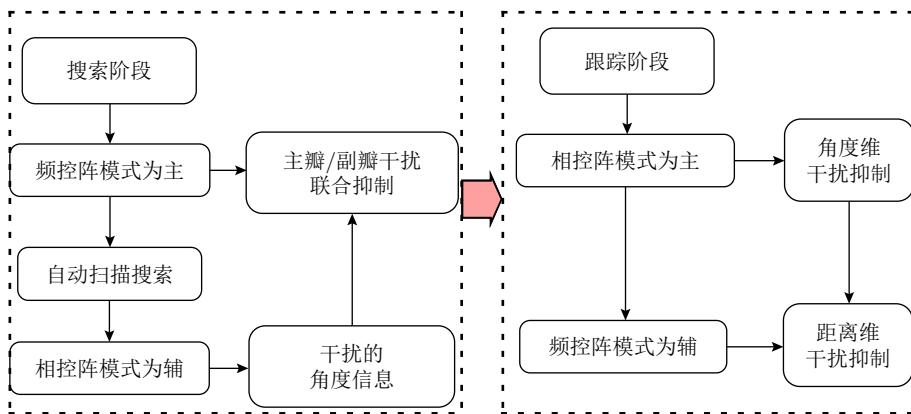 搜索阶段
频控阵模式为主
主瓣/副瓣干扰
联合抑制
自动扫描搜索
相控阵模式为辅
干扰的
角度信息
跟踪阶段
相控阵模式为主
角度维
干扰抑制
频控阵模式为辅
距离维
干扰抑制